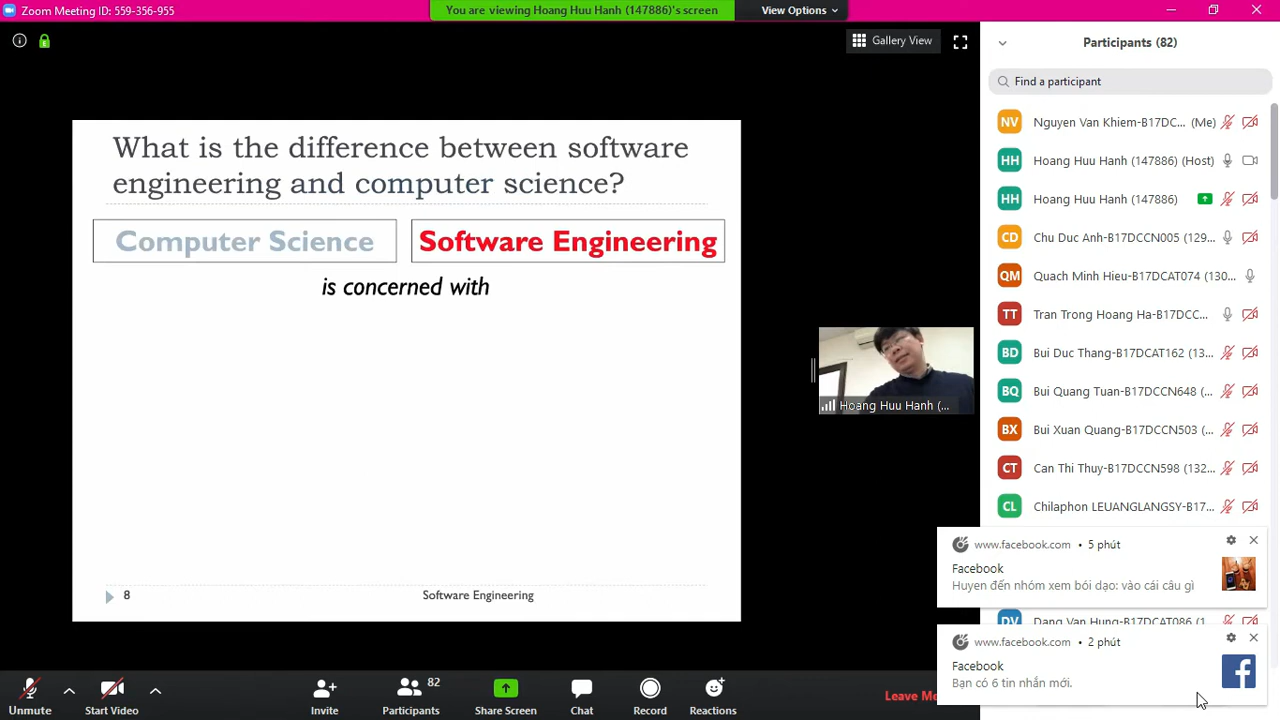 Zoom Meeting ID: 559-356-955
You are viewing Hoang Huu Hanh (147886)'s screen
View Options
Gallery View
What is the difference between software
engineering and computer science?
Computer Science
Software Engineering
is concerned with
8
Software Engineering
Hoang Huu Hanh (...
Participants (82)
Find a participant
NV Nguyen Van Khiem-B17DC... (Me)
HH Hoang Huu Hanh (147886) (Host)
HH Hoang Huu Hanh (147886)
CD Chu Duc Anh-B17DCCN005 (129...
QM Quach Minh Hieu-B17DCAT074 (130...
TT Tran Trong Hoang Ha-B17DCC...
BD Bui Duc Thang-B17DCAT162 (13...
BQ Bui Quang Tuan-B17DCCN648 (...
BX Bui Xuan Quang-B17DCCN503 (...
CT Can Thi Thuy-B17DCCN598 (132...
CL Chilaphon LEUANGLANGSY-B17...
www.facebook.com • 5 phút
Facebook
Huyen đến nhóm xem bói dạo: vào cái câu gì
DV Dang Van Hung-B17DCAT086 (1...
www.facebook.com • 2 phút
Facebook
Bạn có 6 tin nhắn mới.
Unmute
Start Video
Invite
Participants
82
Share Screen
Chat
Record
Reactions
Leave Me